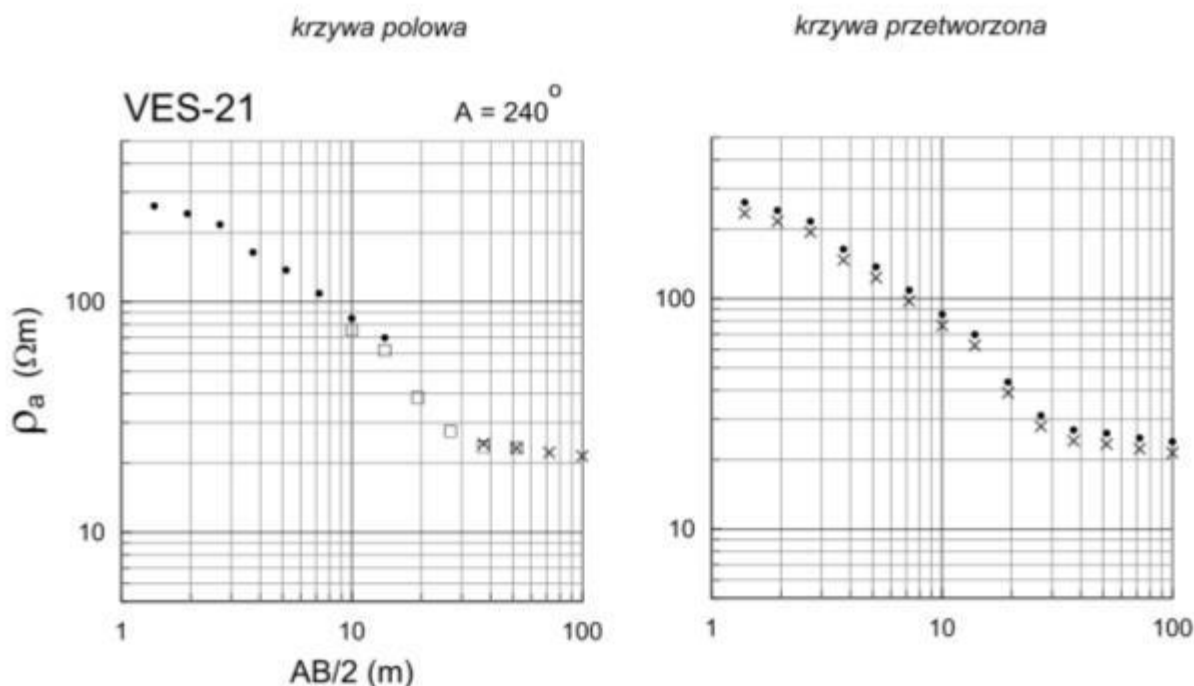 krzywa polowa
krzywa przetworzona
VES-21
A = 240°
100
10
1
10
100
ρa (Ωm)
AB/2 (m)
100
10
1
10
100